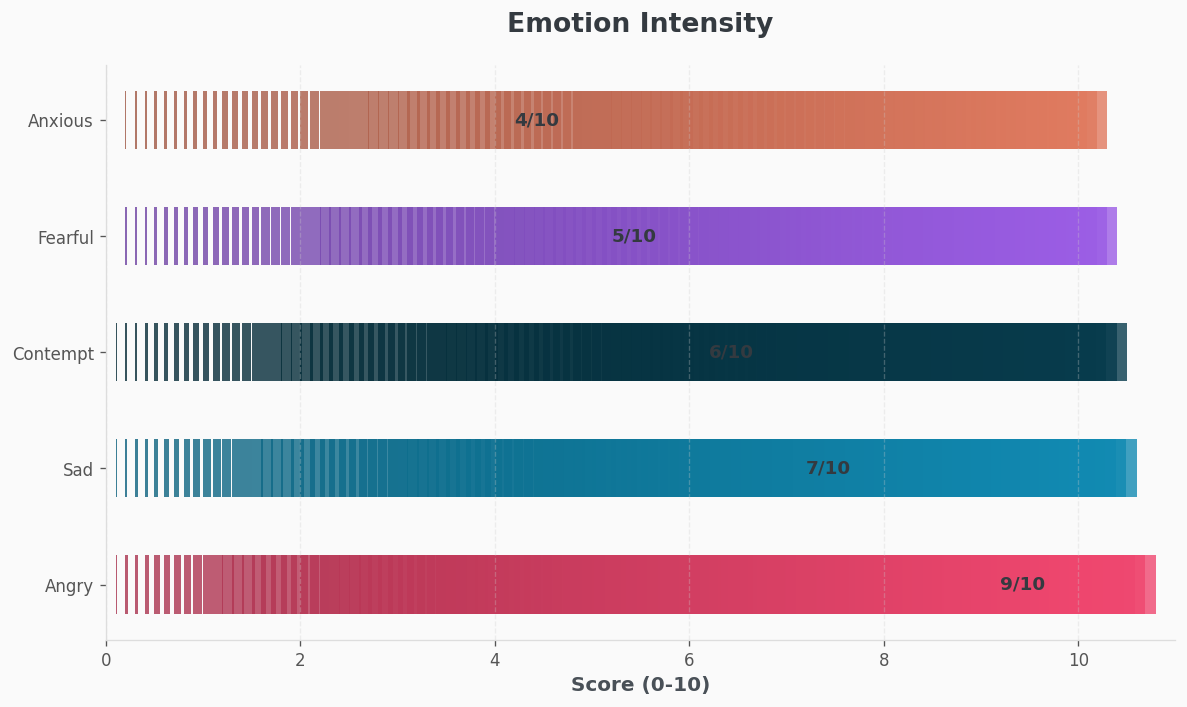 Emotion Intensity
Anxious
4/10
Fearful
5/10
Contempt
6/10
Sad
7/10
Angry
9/10
0 2 4 6 8 10
Score (0-10)